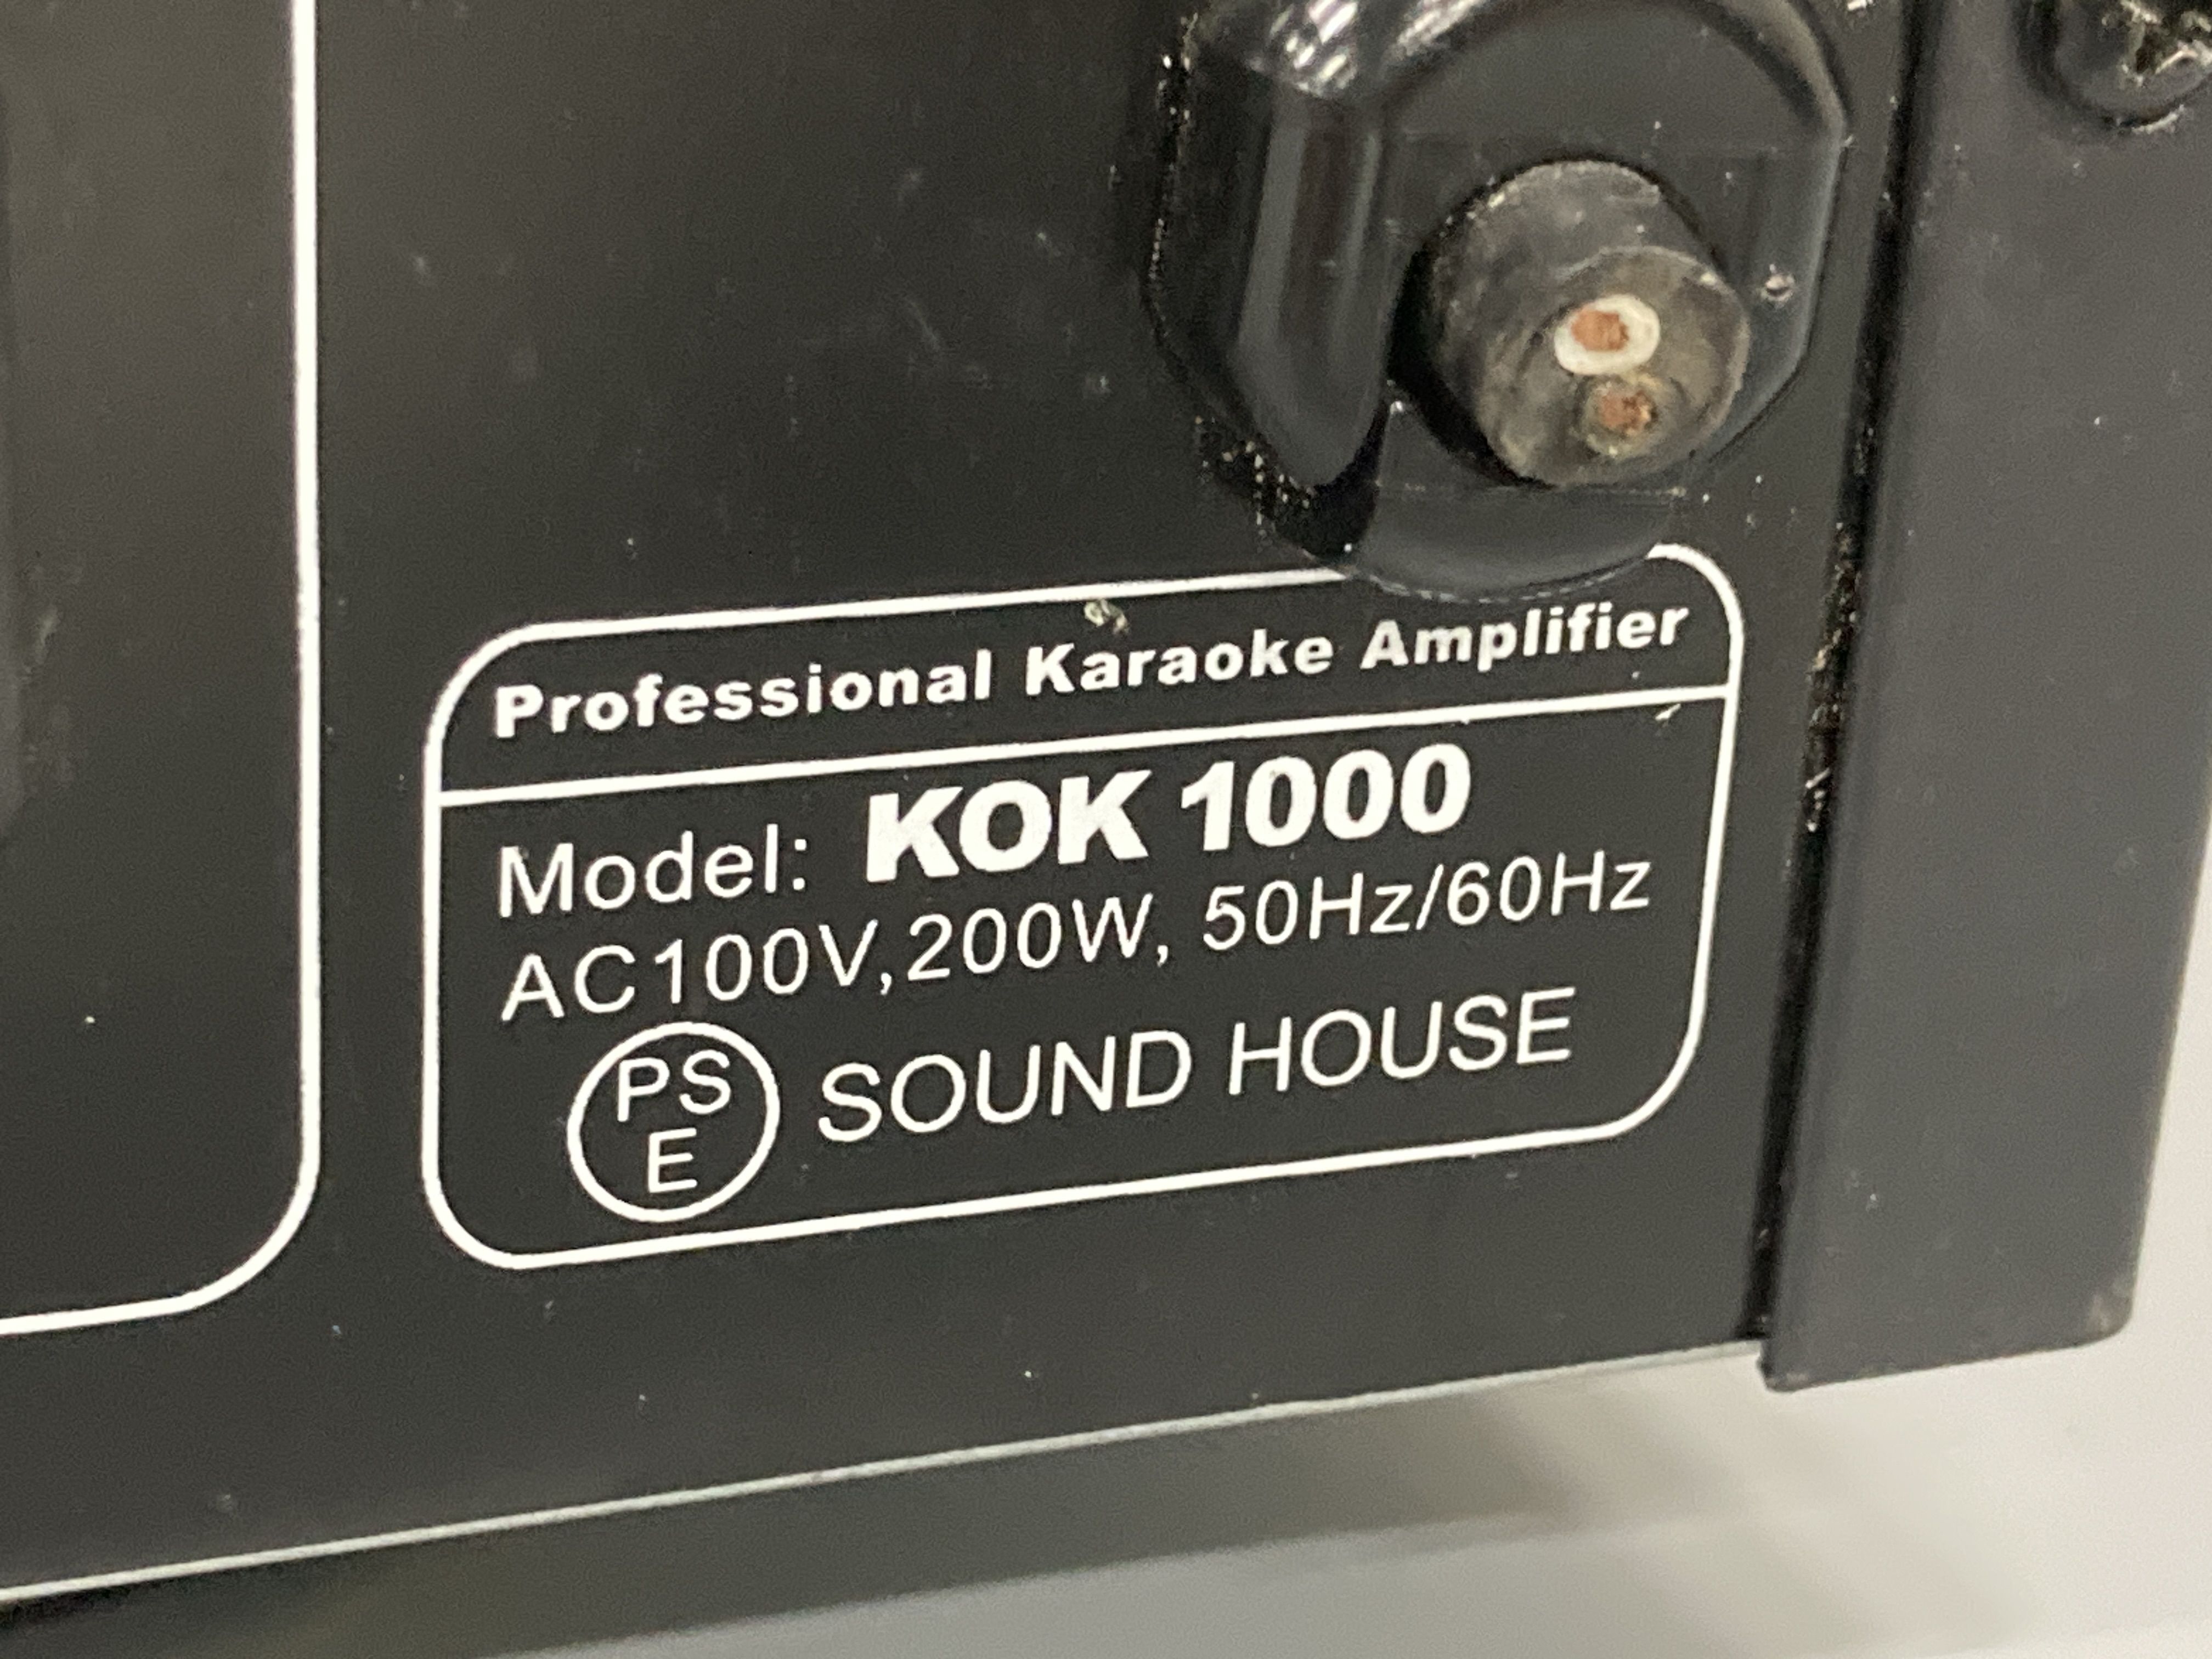 Professional Karaoke Amplifier
Model: KOK 1000
AC100V,200W, 50Hz/60Hz
PS
E
SOUND HOUSE